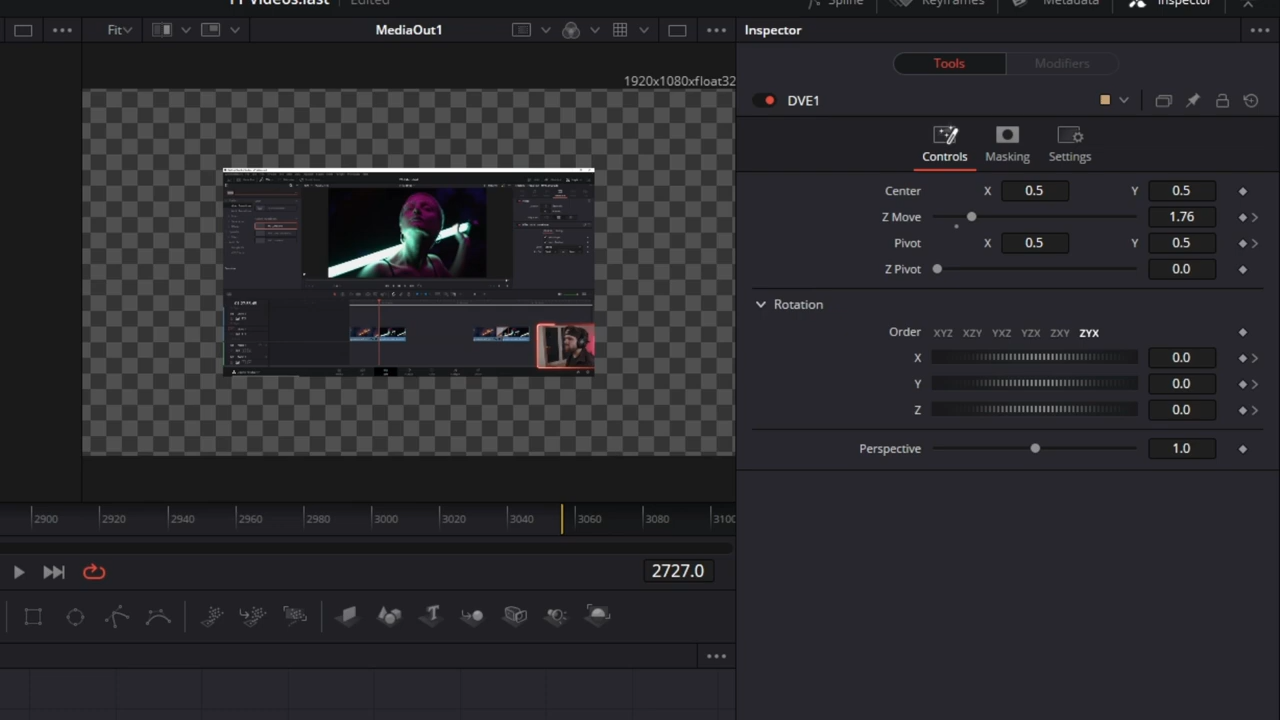 Edited
Spline
Keyframes
Metadata
Inspector
Fit
MediaOut1
Inspector
Tools
Modifiers
1920x1080xfloat32
DVE1
Controls
Masking
Settings
Center X 0.5 Y 0.5
Z Move 1.76
Pivot X 0.5 Y 0.5
Z Pivot 0.0
Rotation
Order XYZ XZY YXZ YZX ZXY ZYX
X 0.0
Y 0.0
Z 0.0
Perspective 1.0
2900 2920 2940 2960 2980 3000 3020 3040 3060 3080 3100
2727.0